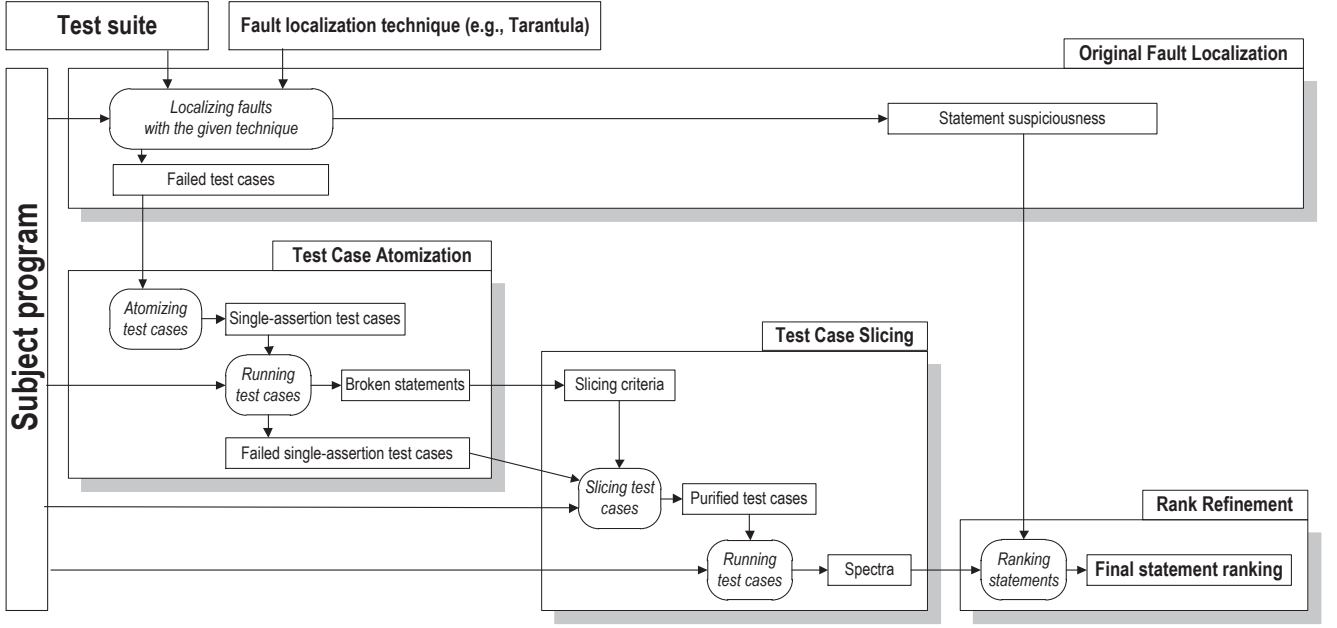 Test suite
Fault localization technique (e.g., Tarantula)
Original Fault Localization
Subject program
Localizing faults
with the given technique
Statement suspiciousness
Failed test cases
Test Case Atomization
Atomizing
test cases
Single-assertion test cases
Running
test cases
Broken statements
Failed single-assertion test cases
Test Case Slicing
Slicing criteria
Slicing test
cases
Purified test cases
Running
test cases
Spectra
Rank Refinement
Ranking
statements
Final statement ranking